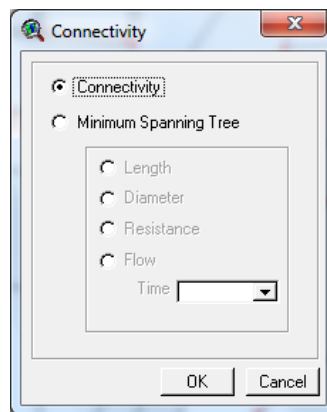 Connectivity
Connectivity
Minimum Spanning Tree
Length
Diameter
Resistance
Flow
Time
OK Cancel